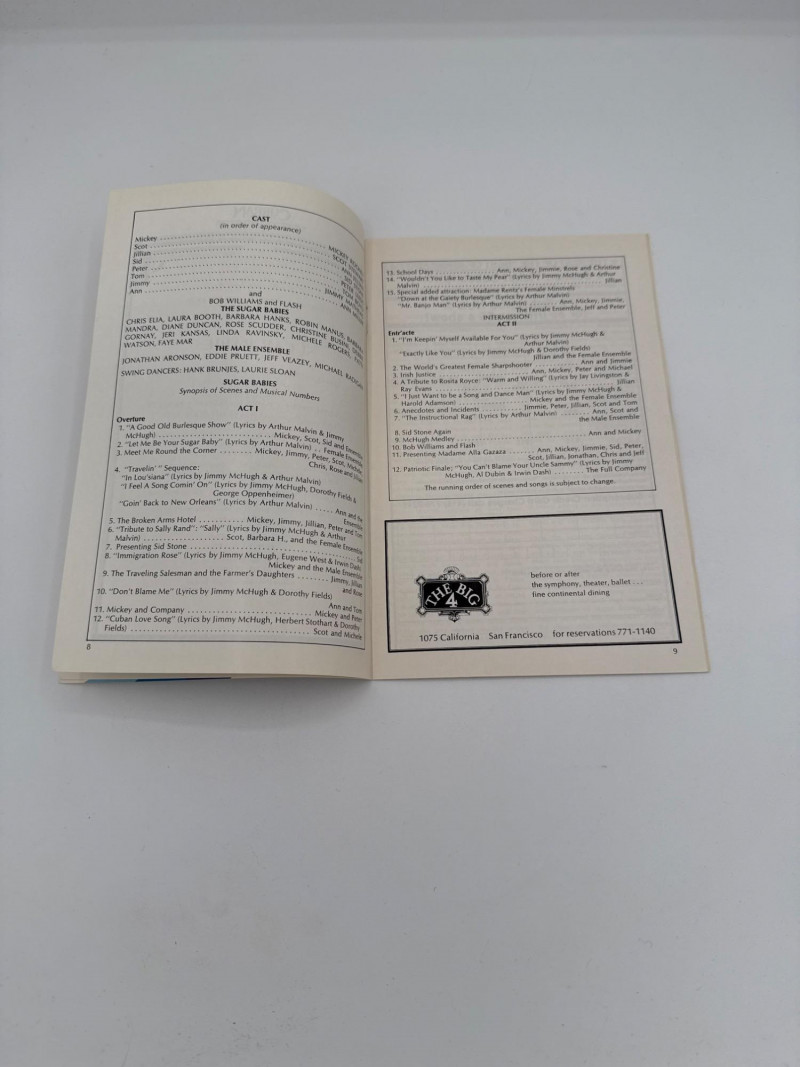 CAST
(in order of appearance)
Mickey ........ MICKEY
Scot ........ SCOT
Jillian ........
Sid ........
Peter ........
Tom ........
Jimmy ........ JIMMY
Ann ........ ANN
and
BOB WILLIAMS and FLASH
THE SUGAR BABIES
CHRIS ELIA, LAURA BOOTH, BARBARA HANKS, ROBIN MANUS, BARBARA
MANDRA, DIANE DUNCAN, ROSE SCUDDER, CHRISTINE BUSINI,
GORNAY, JERI KANSAS, LINDA RAVINSKY, MICHELE ROGERS,
WATSON, FAYE MAR
THE MALE ENSEMBLE
JONATHAN ARONSON, EDDIE PRUETT, JEFF VEAZEY, MICHAEL RADIGAN
SWING DANCERS: HANK BRUNJES, LAURIE SLOAN
SUGAR BABIES
Synopsis of Scenes and Musical Numbers
ACT I
Overture
1. "A Good Old Burlesque Show" (Lyrics by Arthur Malvin & Jimmy
McHugh) ........ Mickey, Scot, Sid and Ensemble
2. "Let Me Be Your Sugar Baby" (Lyrics by Arthur Malvin) .. Female Ensemble
3. Meet Me Round the Corner ........ Mickey, Jimmy, Peter, Scot, Michele
Chris, Rose and Jillian
4. "Travelin' " Sequence:
"In Lou'siana" (Lyrics by Jimmy McHugh & Arthur Malvin)
"I Feel A Song Comin' On" (Lyrics by Jimmy McHugh, Dorothy Fields &
George Oppenheimer)
"Goin' Back to New Orleans" (Lyrics by Arthur Malvin) ..... Ann and the
Ensemble
5. The Broken Arms Hotel ........... Mickey, Jimmy, Jillian, Peter and Tom
6. "Tribute to Sally Rand": "Sally" (Lyrics by Jimmy McHugh & Arthur
Malvin) .................... Scot, Barbara H., and the Female Ensemble
7. Presenting Sid Stone ........ Sid
8. "Immigration Rose" (Lyrics by Jimmy McHugh, Eugene West & Irwin Dash)
Mickey and the Male Ensemble
9. The Traveling Salesman and the Farmer's Daughters ........ Jimmy, Jillian
and Rose
10. "Don't Blame Me" (Lyrics by Jimmy McHugh & Dorothy Fields)
Ann and Tom
11. Mickey and Company ........ Mickey and Peter
12. "Cuban Love Song" (Lyrics by Jimmy McHugh, Herbert Stothart & Dorothy
Fields) ........ Scot and Michele
8
13. School Days ............... Ann, Mickey, Jimmie, Rose and Christine
14. "Wouldn't You Like to Taste My Pear" (Lyrics by Jimmy McHugh & Arthur
Malvin) Jillian
15. Special added attraction: Madame Rentz's Female Minstrels
"Down at the Gaiety Burlesque" (Lyrics by Arthur Malvin)
"Mr. Banjo Man" (Lyrics by Arthur Malvin) ........ Ann, Mickey, Jimmie,
The Female Ensemble, Jeff and Peter
INTERMISSION
ACT II
Entr'acte
1. "I'm Keepin' Myself Available For You" (Lyrics by Jimmy McHugh &
Arthur Malvin)
"Exactly Like You" (Lyrics by Jimmy McHugh & Dorothy Fields)
Jillian and the Female Ensemble
2. The World's Greatest Female Sharpshooter ........ Ann and Jimmie
3. Irish Justice ........ Ann, Mickey, Peter and Michael
4. A Tribute to Rosita Royce: "Warm and Willing" (Lyrics by Jay Livingston &
Ray Evans ........ Jillian
5. "I Just Want to be a Song and Dance Man" (Lyrics by Jimmy McHugh &
Harold Adamson) ........ Mickey and the Female Ensemble
6. Anecdotes and Incidents ........ Jimmie, Peter, Jillian, Scot and Tom
7. "The Instructional Rag" (Lyrics by Arthur Malvin) ........ Ann, Scot and
the Male Ensemble
8. Sid Stone Again
9. McHugh Medley ........ Ann and Mickey
10. Bob Williams and Flash
11. Presenting Madame Alla Gazaza ...... Ann, Mickey, Jimmie, Sid, Peter,
Scot, Jillian, Jonathan, Chris and Jeff
12. Patriotic Finale; "You Can't Blame Your Uncle Sammy" (Lyrics by Jimmy
McHugh, Al Dubin & Irwin Dash) ........ The Full Company
The running order of scenes and songs is subject to change.
THE BIG
4
before or after
the symphony, theater, ballet . . .
fine continental dining
1075 California San Francisco for reservations 771-1140
9